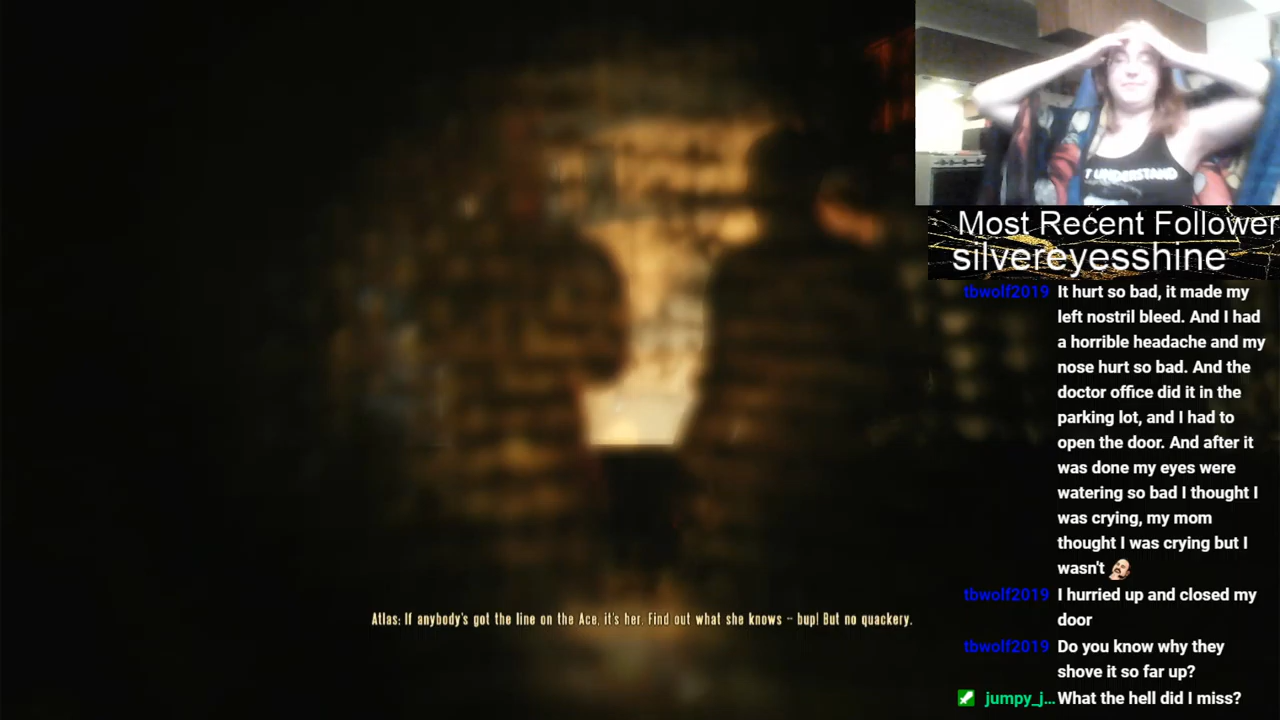 T UNDERSTAND
Most Recent Follower
silvereyesshine
tbwolf2019 It hurt so bad, it made my
left nostril bleed. And I had
a horrible headache and my
nose hurt so bad. And the
doctor office did it in the
parking lot, and I had to
open the door. And after it
was done my eyes were
watering so bad I thought I
was crying, my mom
thought I was crying but I
wasn't
tbwolf2019 I hurried up and closed my
door
tbwolf2019 Do you know why they
shove it so far up?
jumpy_j... What the hell did I miss?
Atlas: If anybody's got the line on the Ace, it's her. Find out what she knows -- bup! But no quackery.